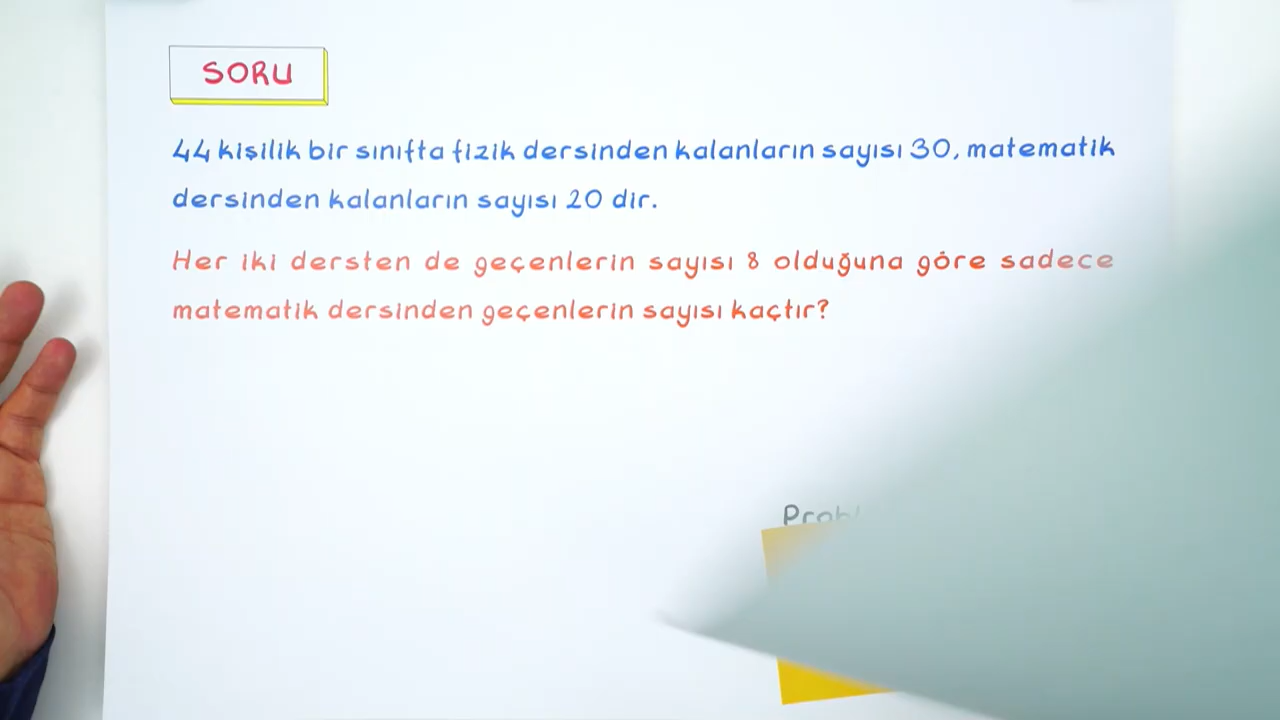 SORU
44 kişilik bir sınıfta fizik dersinden kalanların sayısı 30, matematik
dersinden kalanların sayısı 20 dir.
Her iki dersten de geçenlerin sayısı 8 olduğuna göre sadece
matematik dersinden geçenlerin sayısı kaçtır?